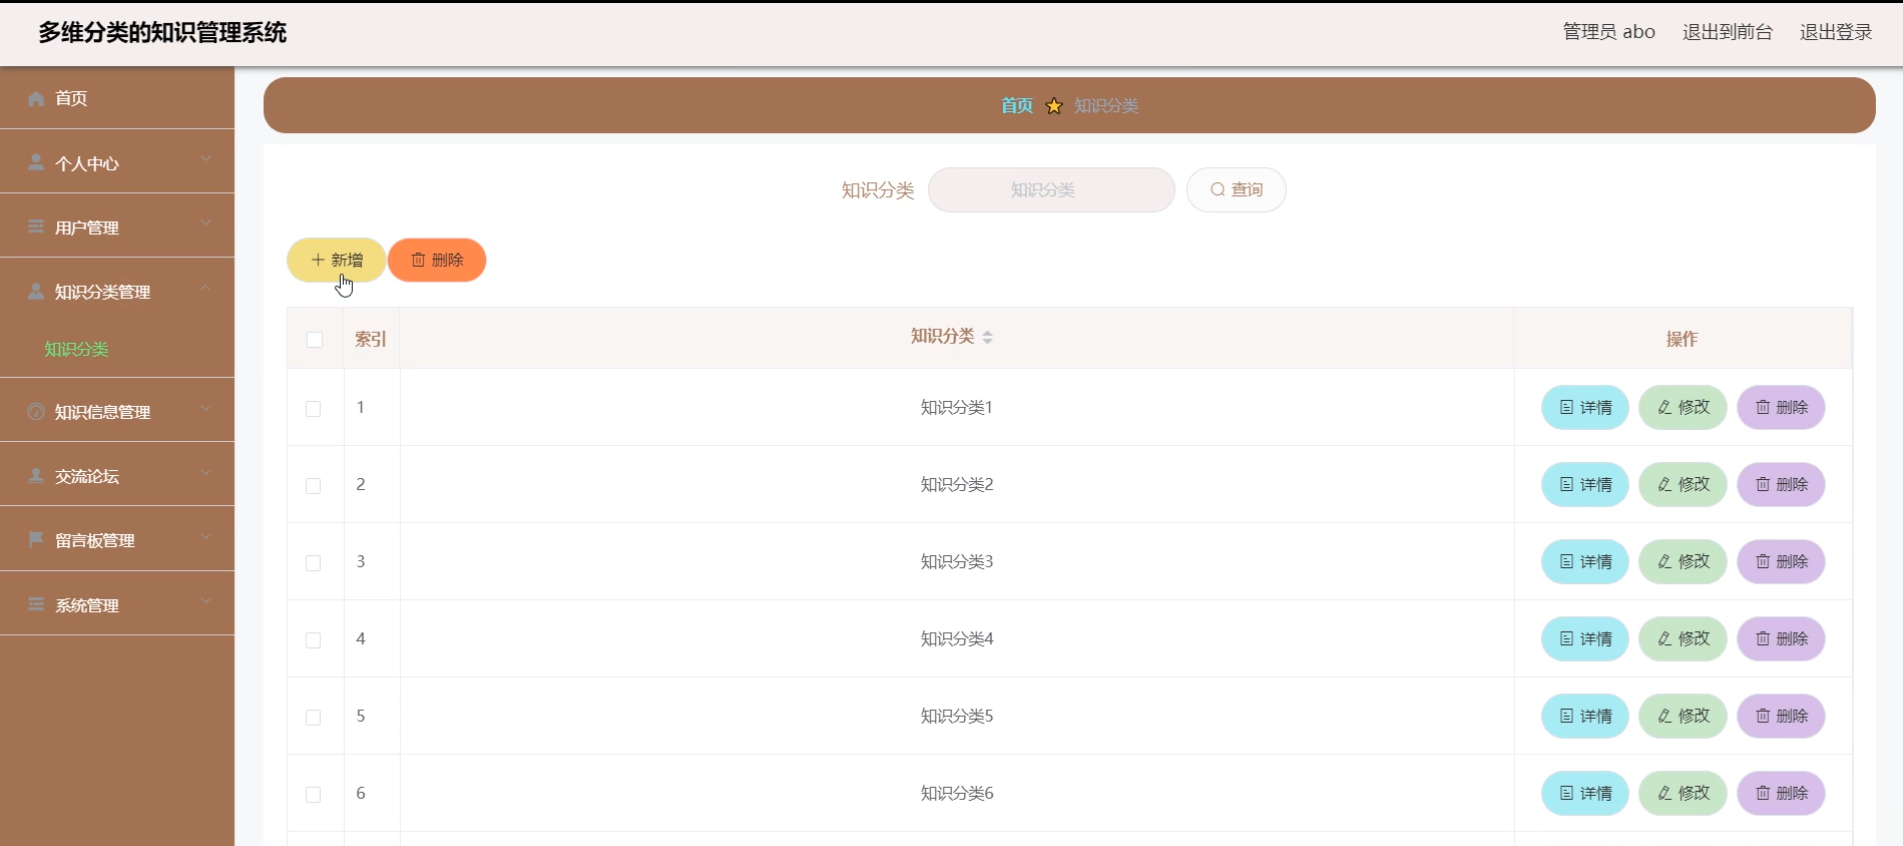 多维分类的知识管理系统
管理员 abo 退出到前台 退出登录
首页
个人中心
用户管理
知识分类管理
知识分类
知识信息管理
交流论坛
留言板管理
系统管理
首页 知识分类
知识分类 知识分类 查询
新增 删除
索引 知识分类 操作
1 知识分类1 详情 修改 删除
2 知识分类2 详情 修改 删除
3 知识分类3 详情 修改 删除
4 知识分类4 详情 修改 删除
5 知识分类5 详情 修改 删除
6 知识分类6 详情 修改 删除